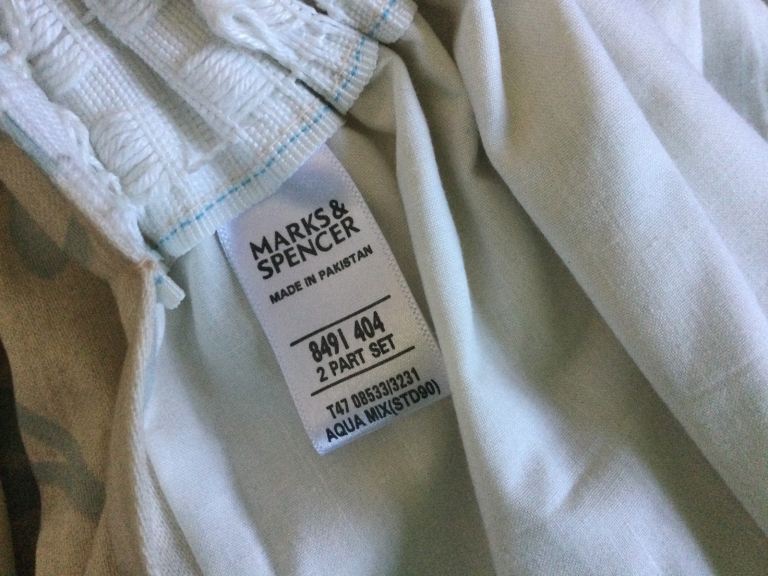 MARKS &
SPENCER
MADE IN PAKISTAN
8491 404
2 PART SET
T47 08533/3231
AQUA MIX(STD90)